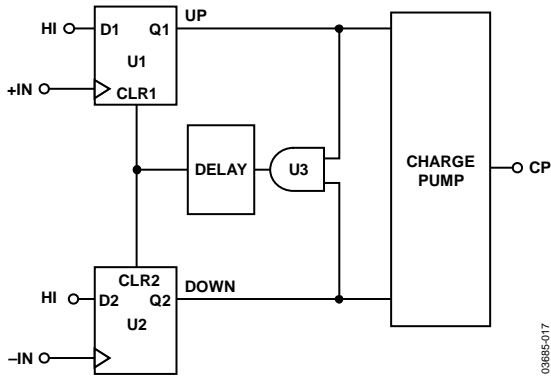 UP
HI D1 Q1
U1
+IN
CLR1
DELAY U3 CHARGE PUMP CP
CLR2
DOWN
HI D2 Q2
U2
–IN
03685-017